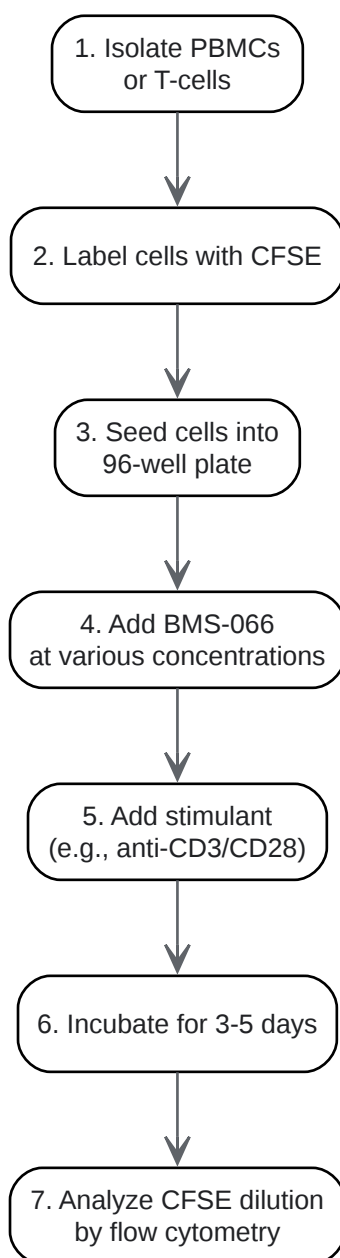 1. Isolate PBMCs
or T-cells
2. Label cells with CFSE
3. Seed cells into
96-well plate
4. Add BMS-066
at various concentrations
5. Add stimulant
(e.g., anti-CD3/CD28)
6. Incubate for 3-5 days
7. Analyze CFSE dilution
by flow cytometry